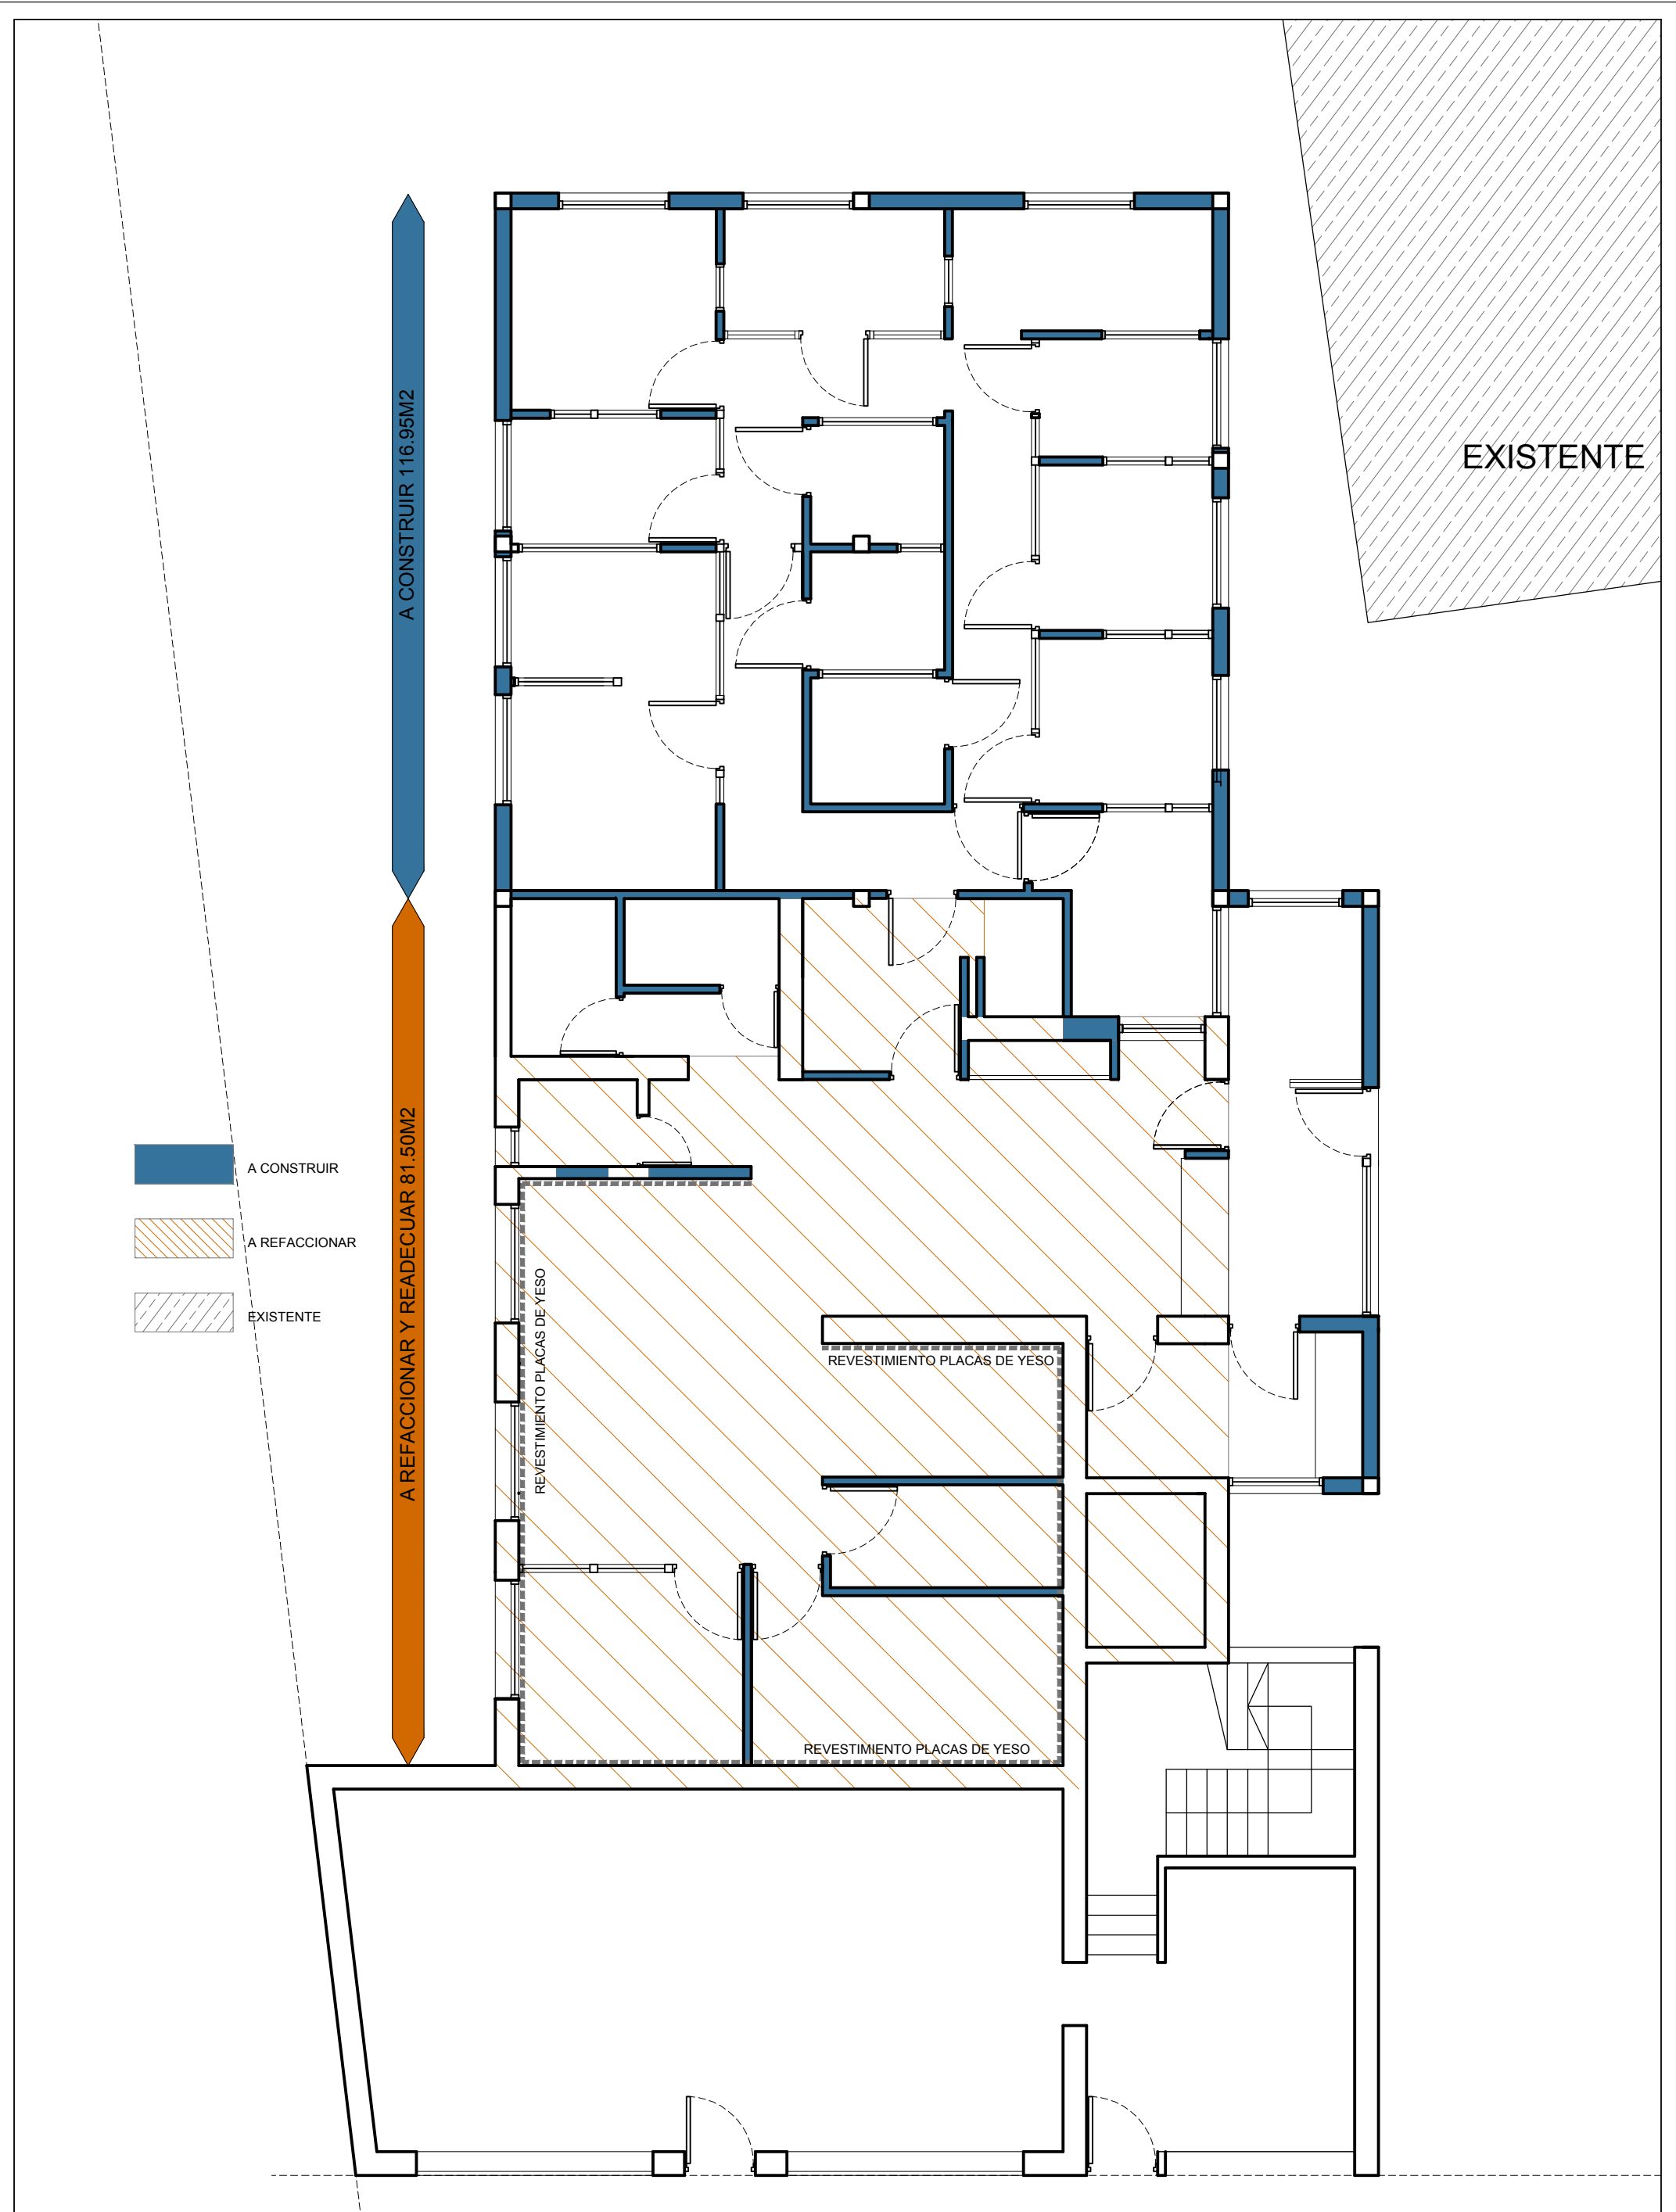 A CONSTRUIR 116.95M2
EXISTENTE
A REFACCIONAR Y READECUAR 81.50M2
A CONSTRUIR
A REFACCIONAR
EXISTENTE
REVESTIMIENTO PLACAS DE YESO
REVESTIMIENTO PLACAS DE YESO
REVESTIMIENTO PLACAS DE YESO